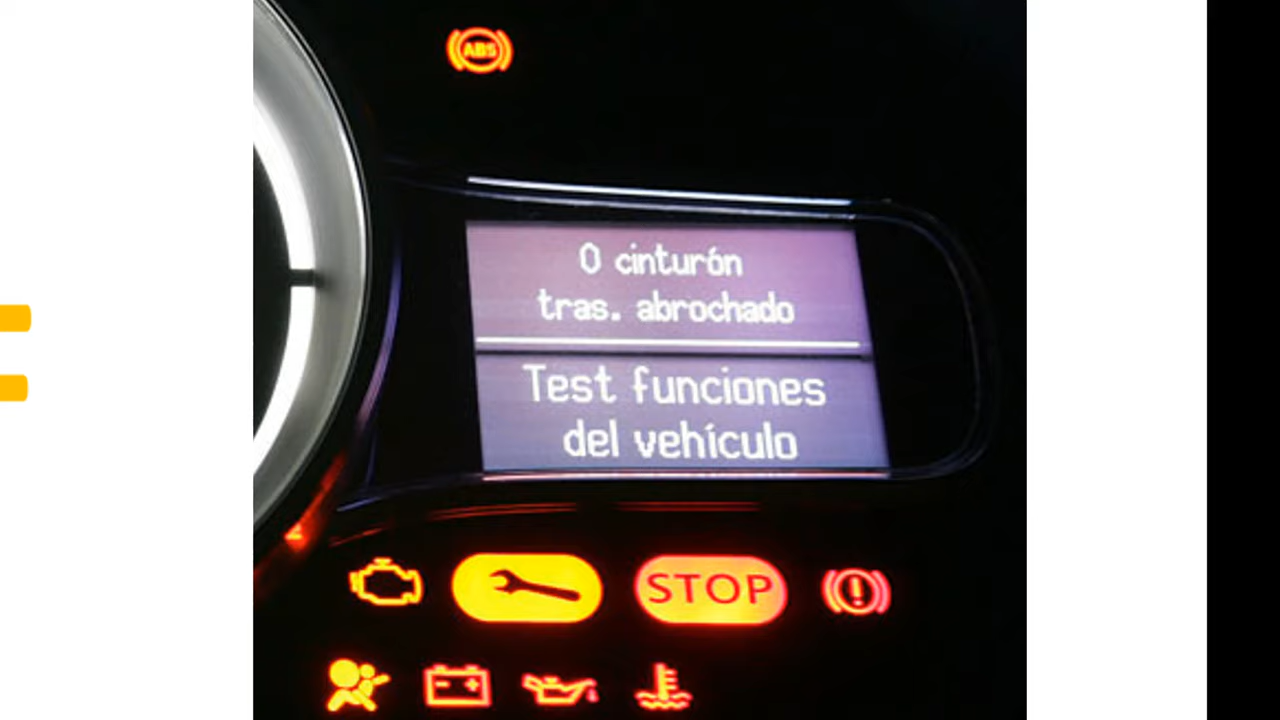 ABS
0 cinturón
tras. abrochado
Test funciones
del vehículo
STOP